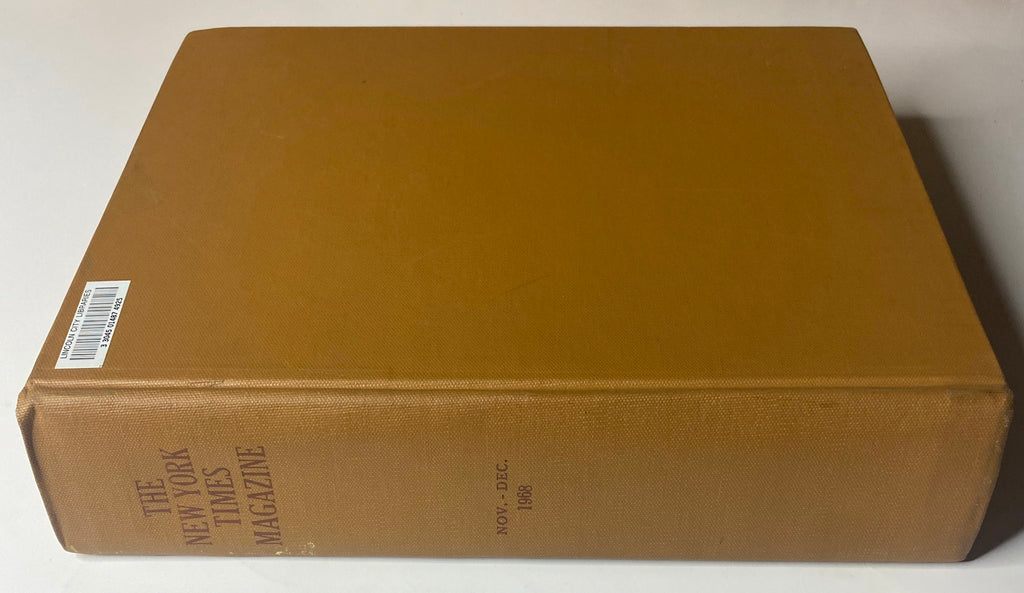 LINCOLN CITY LIBRARIES
3 3045 01487 4925
THE
NEW YORK
TIMES
MAGAZINE
NOV. - DEC.
1968